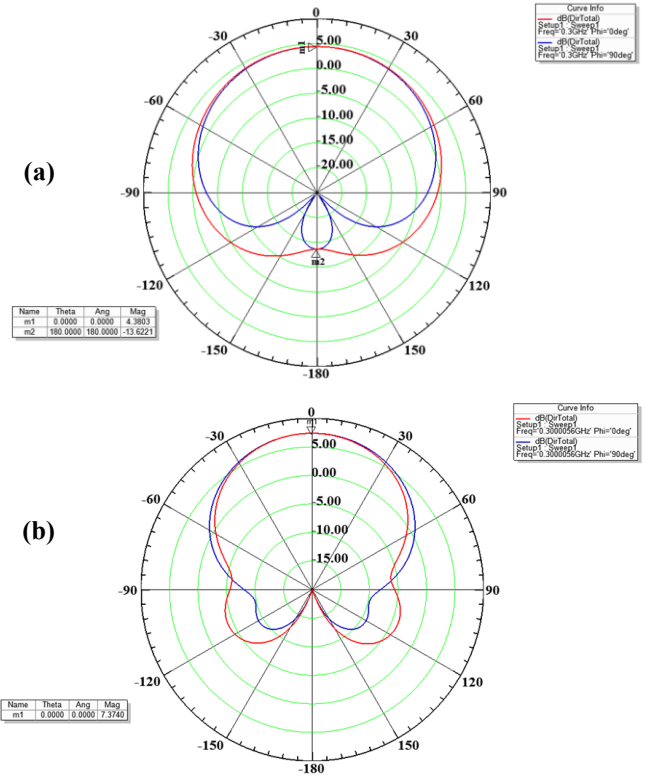 0
Curve Info
dB(DirTotal)
Setup1 : Sweep1
Freq='0.3GHz' Phi='0deg'
dB(DirTotal)
Setup1 : Sweep1
Freq='0.3GHz' Phi='90deg'
-30
30
m1
5.00
0.00
-60
60
-5.00
-10.00
-15.00
-20.00
(a)
-90
90
m2
-120
120
Name Theta Ang Mag
m1 0.0000 0.0000 4.3803
m2 180.0000 180.0000 -13.6221
-150
150
-180
0
Curve Info
dB(DirTotal)
Setup1 : Sweep1
Freq='0.3000056GHz' Phi='0deg'
dB(DirTotal)
Setup1 : Sweep1
Freq='0.3000056GHz' Phi='90deg'
m1
-30
30
5.00
0.00
-60
60
-5.00
(b)
-10.00
-15.00
-90
90
-120
120
Name Theta Ang Mag
m1 0.0000 0.0000 7.3740
-150
150
-180